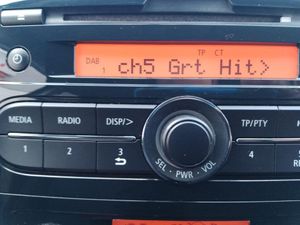 TP CT
DAB
1
ch5 Grt Hit>
MEDIA RADIO DISP/> TP/PTY
1 2 3 4
SEL - PWR - VOL